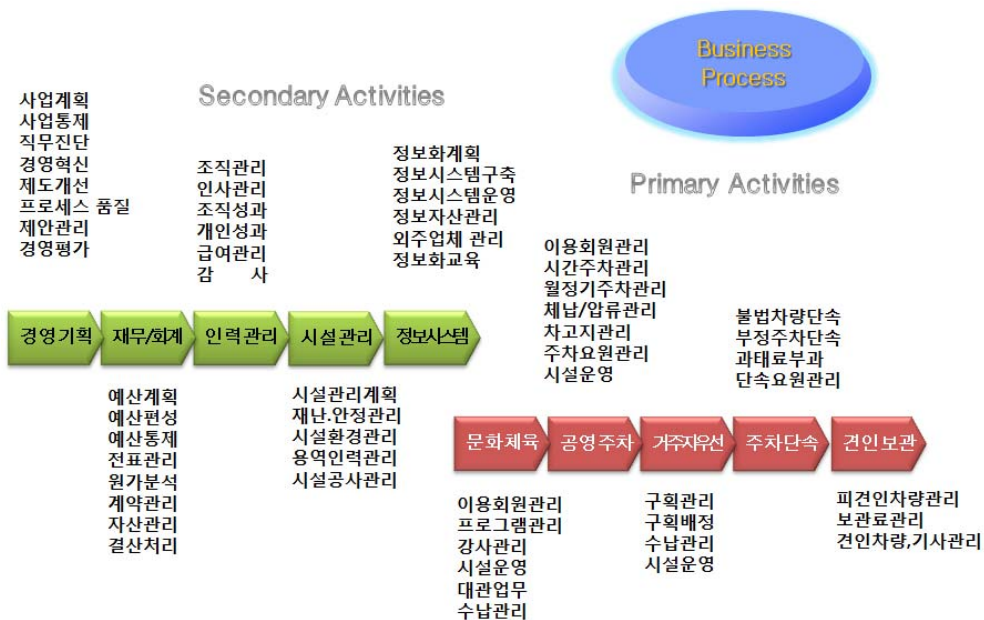 Business
Process
Secondary Activities
사업계획
사업통제
직무진단
경영혁신
제도개선
프로세스 품질
제안관리
경영평가
조직관리
인사관리
조직성과
개인성과
급여관리
감 사
정보화계획
정보시스템구축
정보시스템운영
정보자산관리
외주업체 관리
정보화교육
경영기획
재무/회계
인력관리
시설관리
정보시스템
예산계획
예산편성
예산통제
전표관리
원가분석
계약관리
자산관리
결산처리
시설관리계획
재난.안정관리
시설환경관리
용역인력관리
시설공사관리
Primary Activities
이용회원관리
시간주차관리
월정기주차관리
체납/압류관리
차고지관리
주차요원관리
시설운영
불법차량단속
부정주차단속
과태료부과
단속요원관리
문화체육
공영주차
거주자우선
주차단속
견인보관
이용회원관리
프로그램관리
강사관리
시설운영
대관업무
수납관리
구획관리
구획배정
수납관리
시설운영
피견인차량관리
보관료관리
견인차량,기사관리